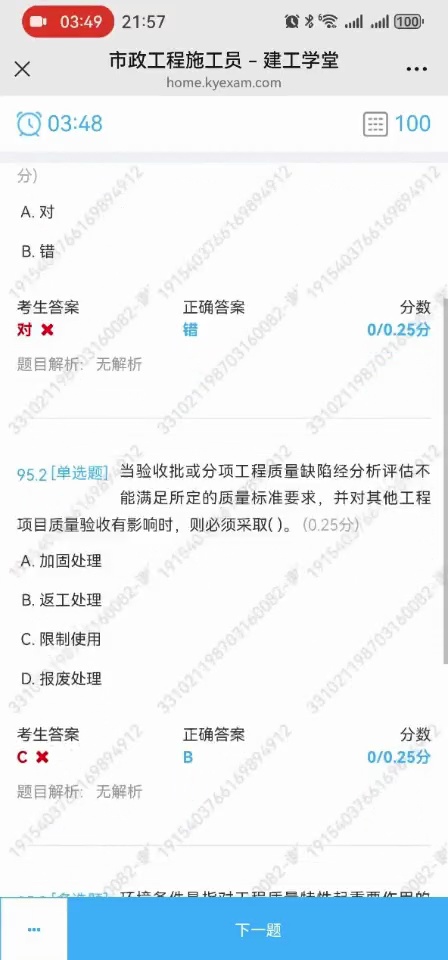 03:49 21:57 6 100
市政工程施工员 – 建工学堂
home.kyexam.com
03:48 100
分)
A. 对
B. 错
考生答案 正确答案 分数
对 ✖ 错 0/0.25分
题目解析: 无解析
95.2 [单选题] 当验收批或分项工程质量缺陷经分析评估不
能满足所定的质量标准要求，并对其他工程
项目质量验收有影响时，则必须采取( )。 (0.25分)
A. 加固处理
B. 返工处理
C. 限制使用
D. 报废处理
考生答案 正确答案 分数
C ✖ B 0/0.25分
题目解析: 无解析
环境条件是指对工程质量特性起重要作用的
... 下一题
331021198703160082-
1915403766169894912